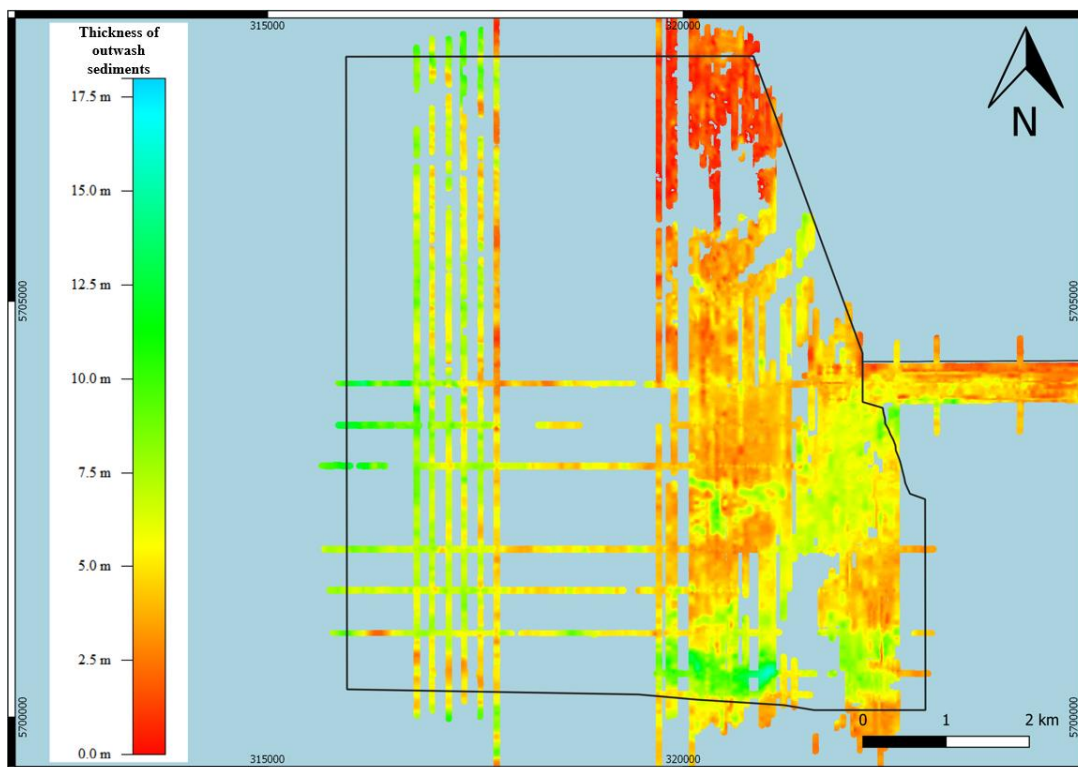 315000
320000
Thickness of
outwash
sediments
17.5 m
15.0 m
12.5 m
10.0 m
7.5 m
5.0 m
2.5 m
0.0 m
N
5705000
5705000
5700000
5700000
0 1 2 km
315000
320000